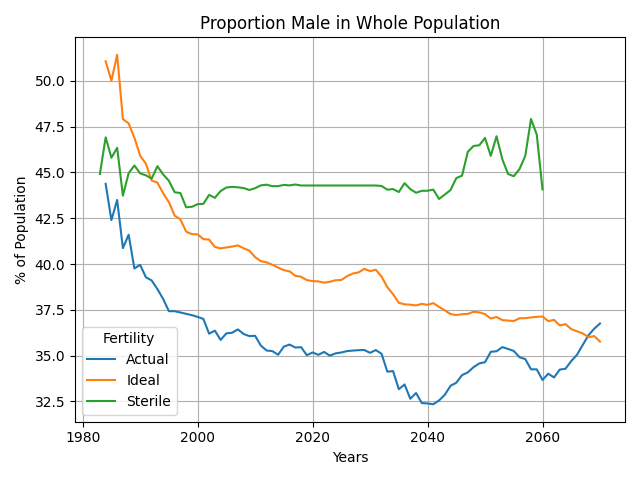 Proportion Male in Whole Population
% of Population
50.0
47.5
45.0
42.5
40.0
37.5
35.0
32.5
Fertility
Actual
Ideal
Sterile
1980
2000
2020
2040
2060
Years